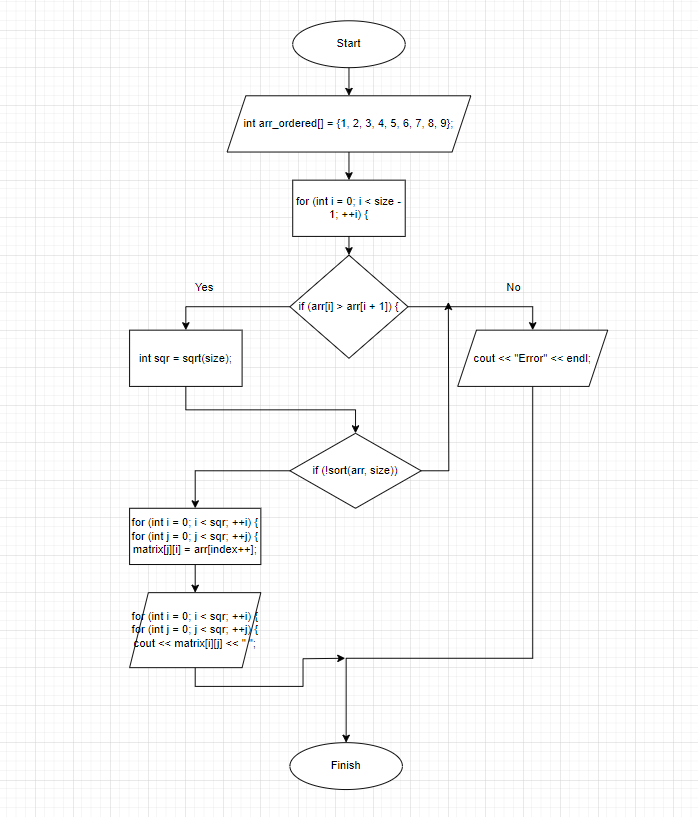 Start
int arr_ordered[] = {1, 2, 3, 4, 5, 6, 7, 8, 9};
for (int i = 0; i < size -
1; ++i) {
Yes
No
if (arr[i] > arr[i + 1]) {
int sqr = sqrt(size);
cout << "Error" << endl;
if (!sort(arr, size))
for (int i = 0; i < sqr; ++i) {
for (int j = 0; j < sqr; ++j) {
matrix[j][i] = arr[index++];
for (int i = 0; i < sqr; ++i) {
for (int j = 0; j < sqr; ++j) {
cout << matrix[i][j] << " ";
Finish